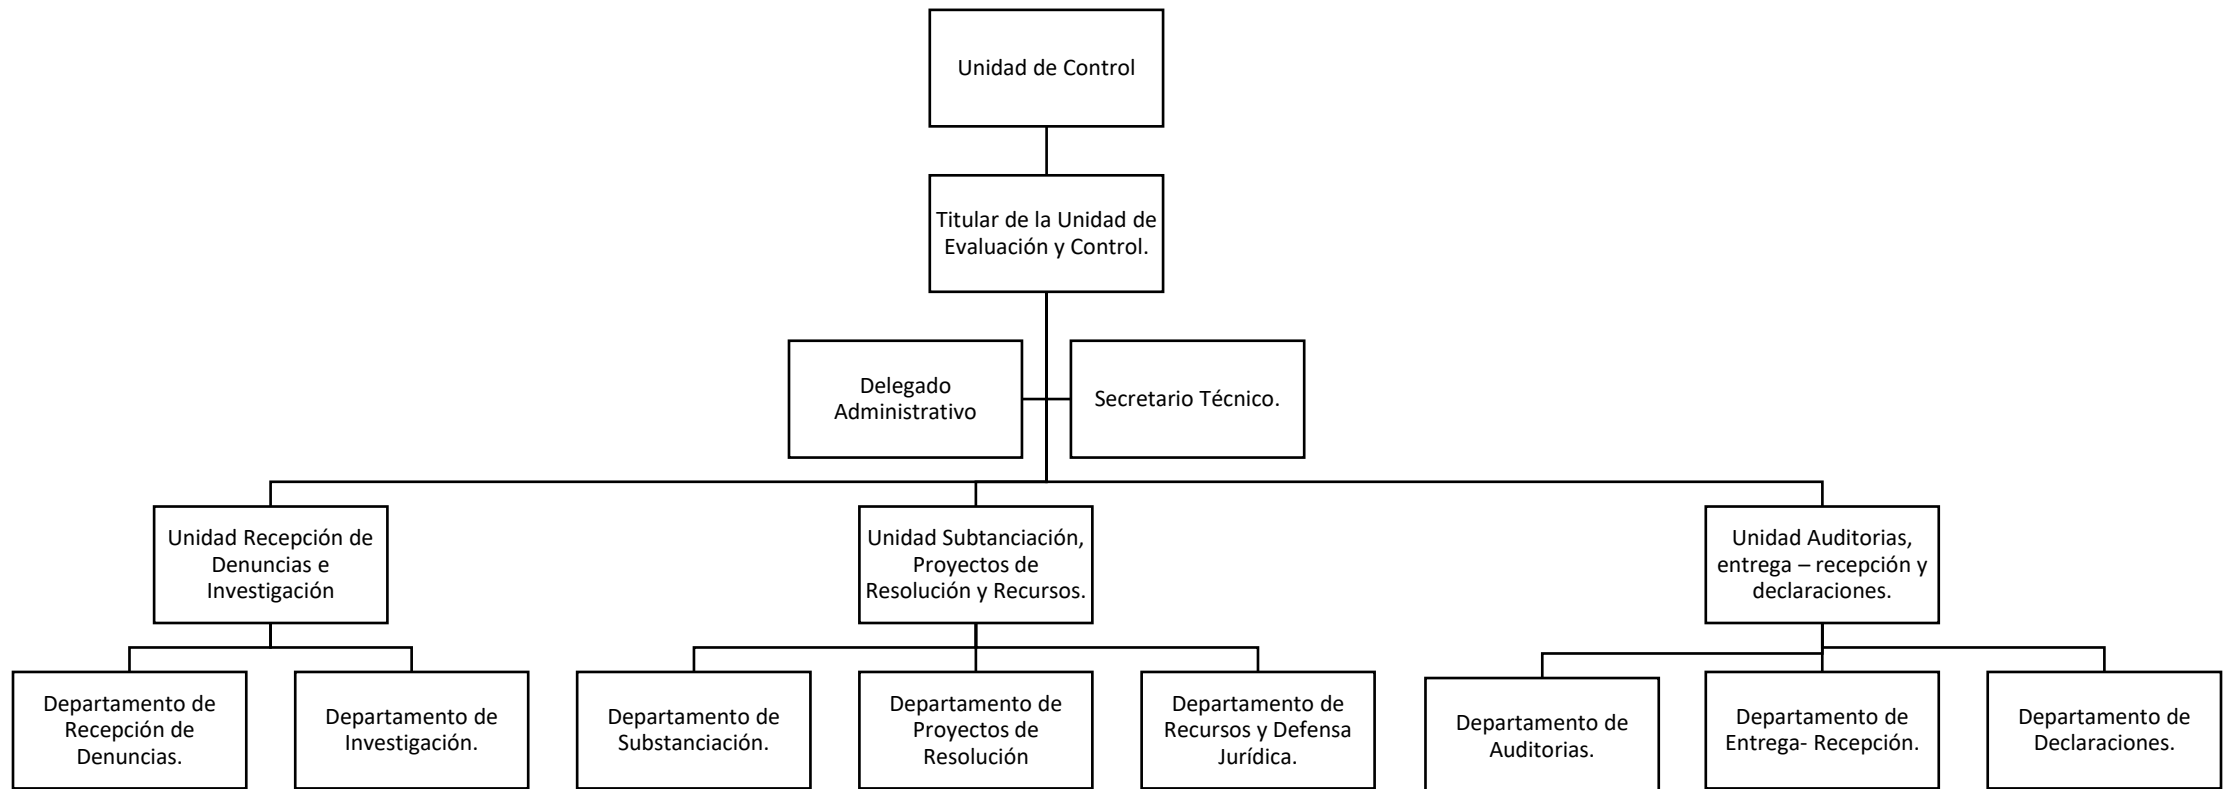 Unidad de Control
Titular de la Unidad de
Evaluación y Control.
Delegado
Administrativo
Secretario Técnico.
Unidad Recepción de
Denuncias e
Investigación
Unidad Subtanciación,
Proyectos de
Resolución y Recursos.
Unidad Auditorias,
entrega – recepción y
declaraciones.
Departamento de
Recepción de
Denuncias.
Departamento de
Investigación.
Departamento de
Substanciación.
Departamento de
Proyectos de
Resolución
Departamento de
Recursos y Defensa
Jurídica.
Departamento de
Auditorias.
Departamento de
Entrega- Recepción.
Departamento de
Declaraciones.